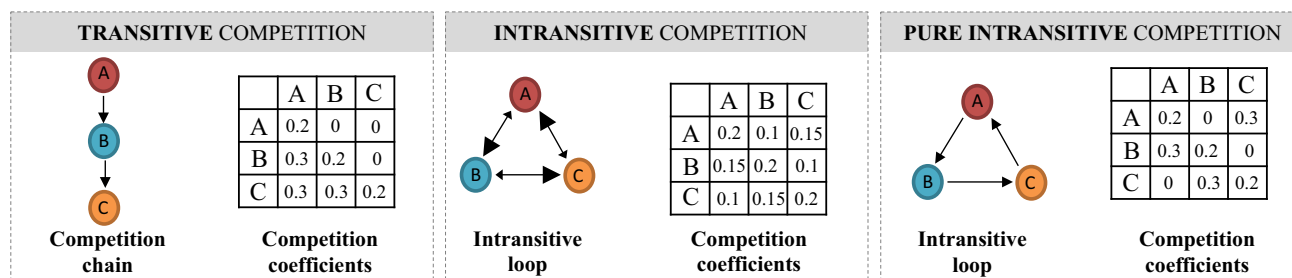 TRANSITIVE COMPETITION
A
B
C
A B C
A 0.2 0 0
B 0.3 0.2 0
C 0.3 0.3 0.2
Competition
chain
Competition
coefficients
INTRANSITIVE COMPETITION
A
B C
A B C
A 0.2 0.1 0.15
B 0.15 0.2 0.1
C 0.1 0.15 0.2
Intransitive
loop
Competition
coefficients
PURE INTRANSITIVE COMPETITION
A
B C
A B C
A 0.2 0 0.3
B 0.3 0.2 0
C 0 0.3 0.2
Intransitive
loop
Competition
coefficients